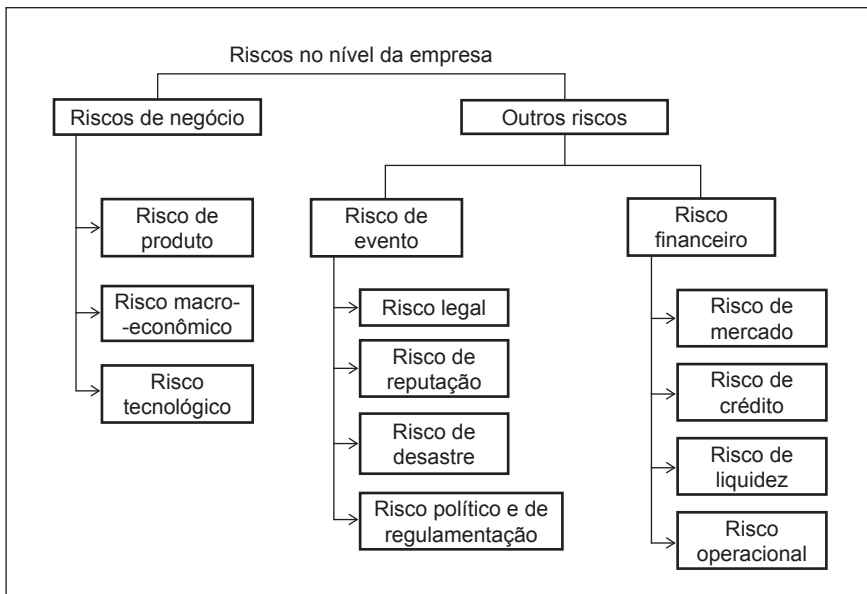 Riscos no nível da empresa
Riscos de negócio
Outros riscos
Risco de
produto
Risco macro-
-econômico
Risco
tecnológico
Risco de
evento
Risco legal
Risco de
reputação
Risco de
desastre
Risco político e de
regulamentação
Risco
financeiro
Risco de
mercado
Risco de
crédito
Risco de
liquidez
Risco
operacional